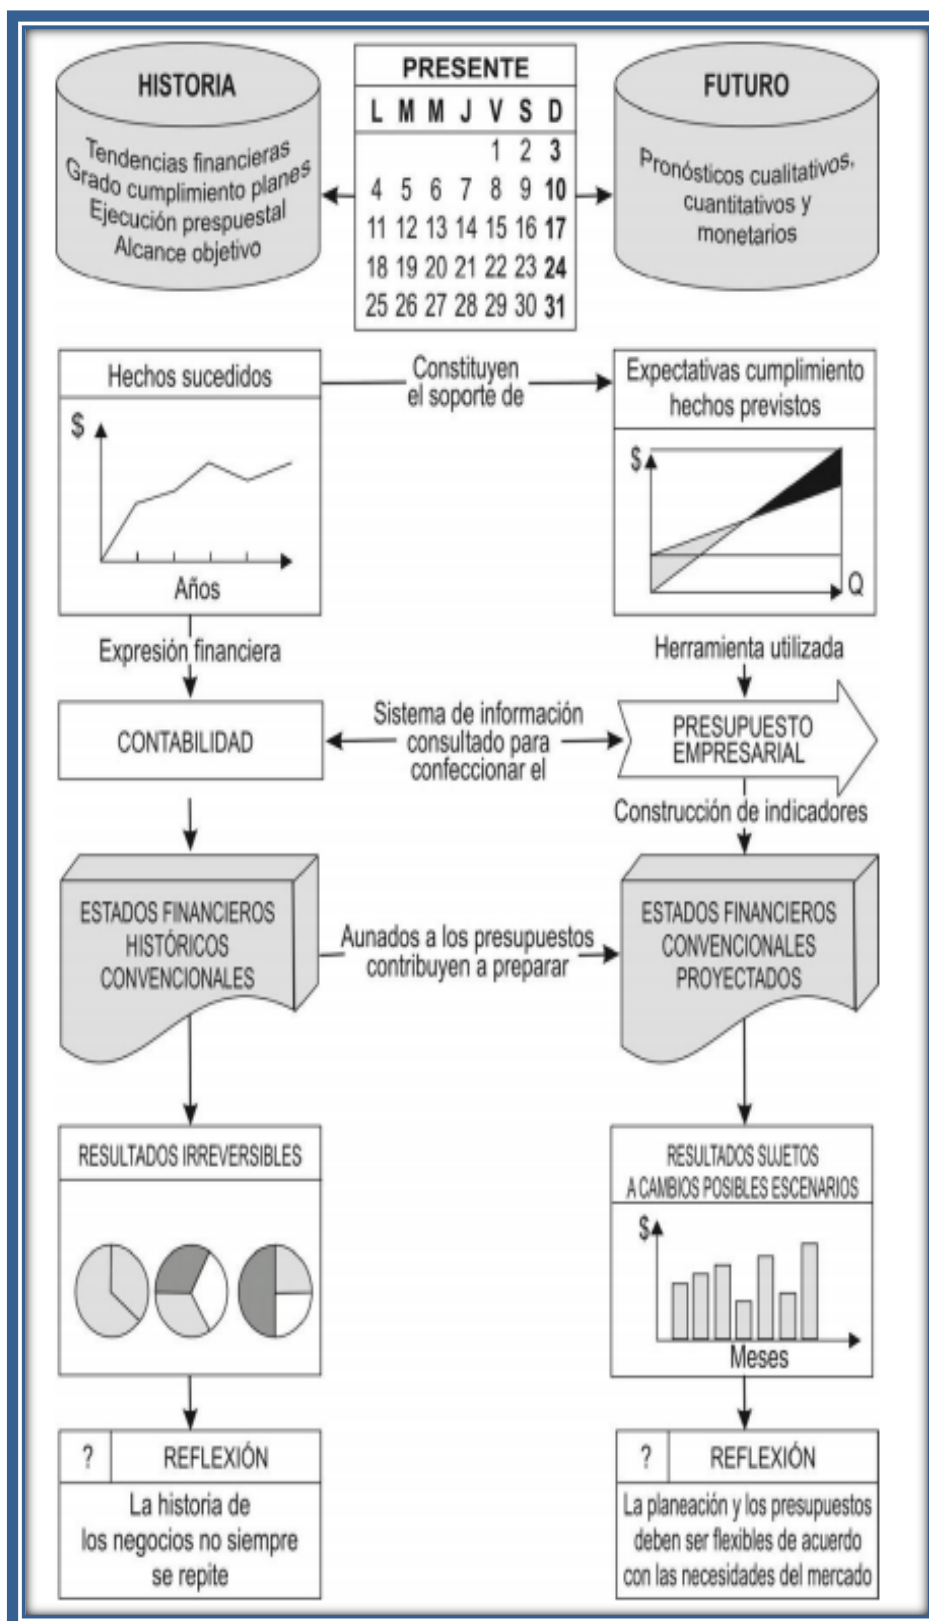 HISTORIA
Tendencias financieras
Grado cumplimiento planes
Ejecución prespuestal
Alcance objetivo
PRESENTE
L M M J V S D
1 2 3
4 5 6 7 8 9 10
11 12 13 14 15 16 17
18 19 20 21 22 23 24
25 26 27 28 29 30 31
FUTURO
Pronósticos cualitativos,
cuantitativos y
monetarios
Hechos sucedidos
$
Años
Constituyen
el soporte de
Expectativas cumplimiento
hechos previstos
$
Q
Expresión financiera
Herramienta utilizada
CONTABILIDAD
Sistema de información
consultado para
confeccionar el
PRESUPUESTO
EMPRESARIAL
Construcción de indicadores
ESTADOS FINANCIEROS
HISTÓRICOS
CONVENCIONALES
Aunados a los presupuestos
contribuyen a preparar
ESTADOS FINANCIEROS
CONVENCIONALES
PROYECTADOS
RESULTADOS IRREVERSIBLES
RESULTADOS SUJETOS
A CAMBIOS POSIBLES ESCENARIOS
$
Meses
? REFLEXIÓN
La historia de
los negocios no siempre
se repite
? REFLEXIÓN
La planeación y los presupuestos
deben ser flexibles de acuerdo
con las necesidades del mercado